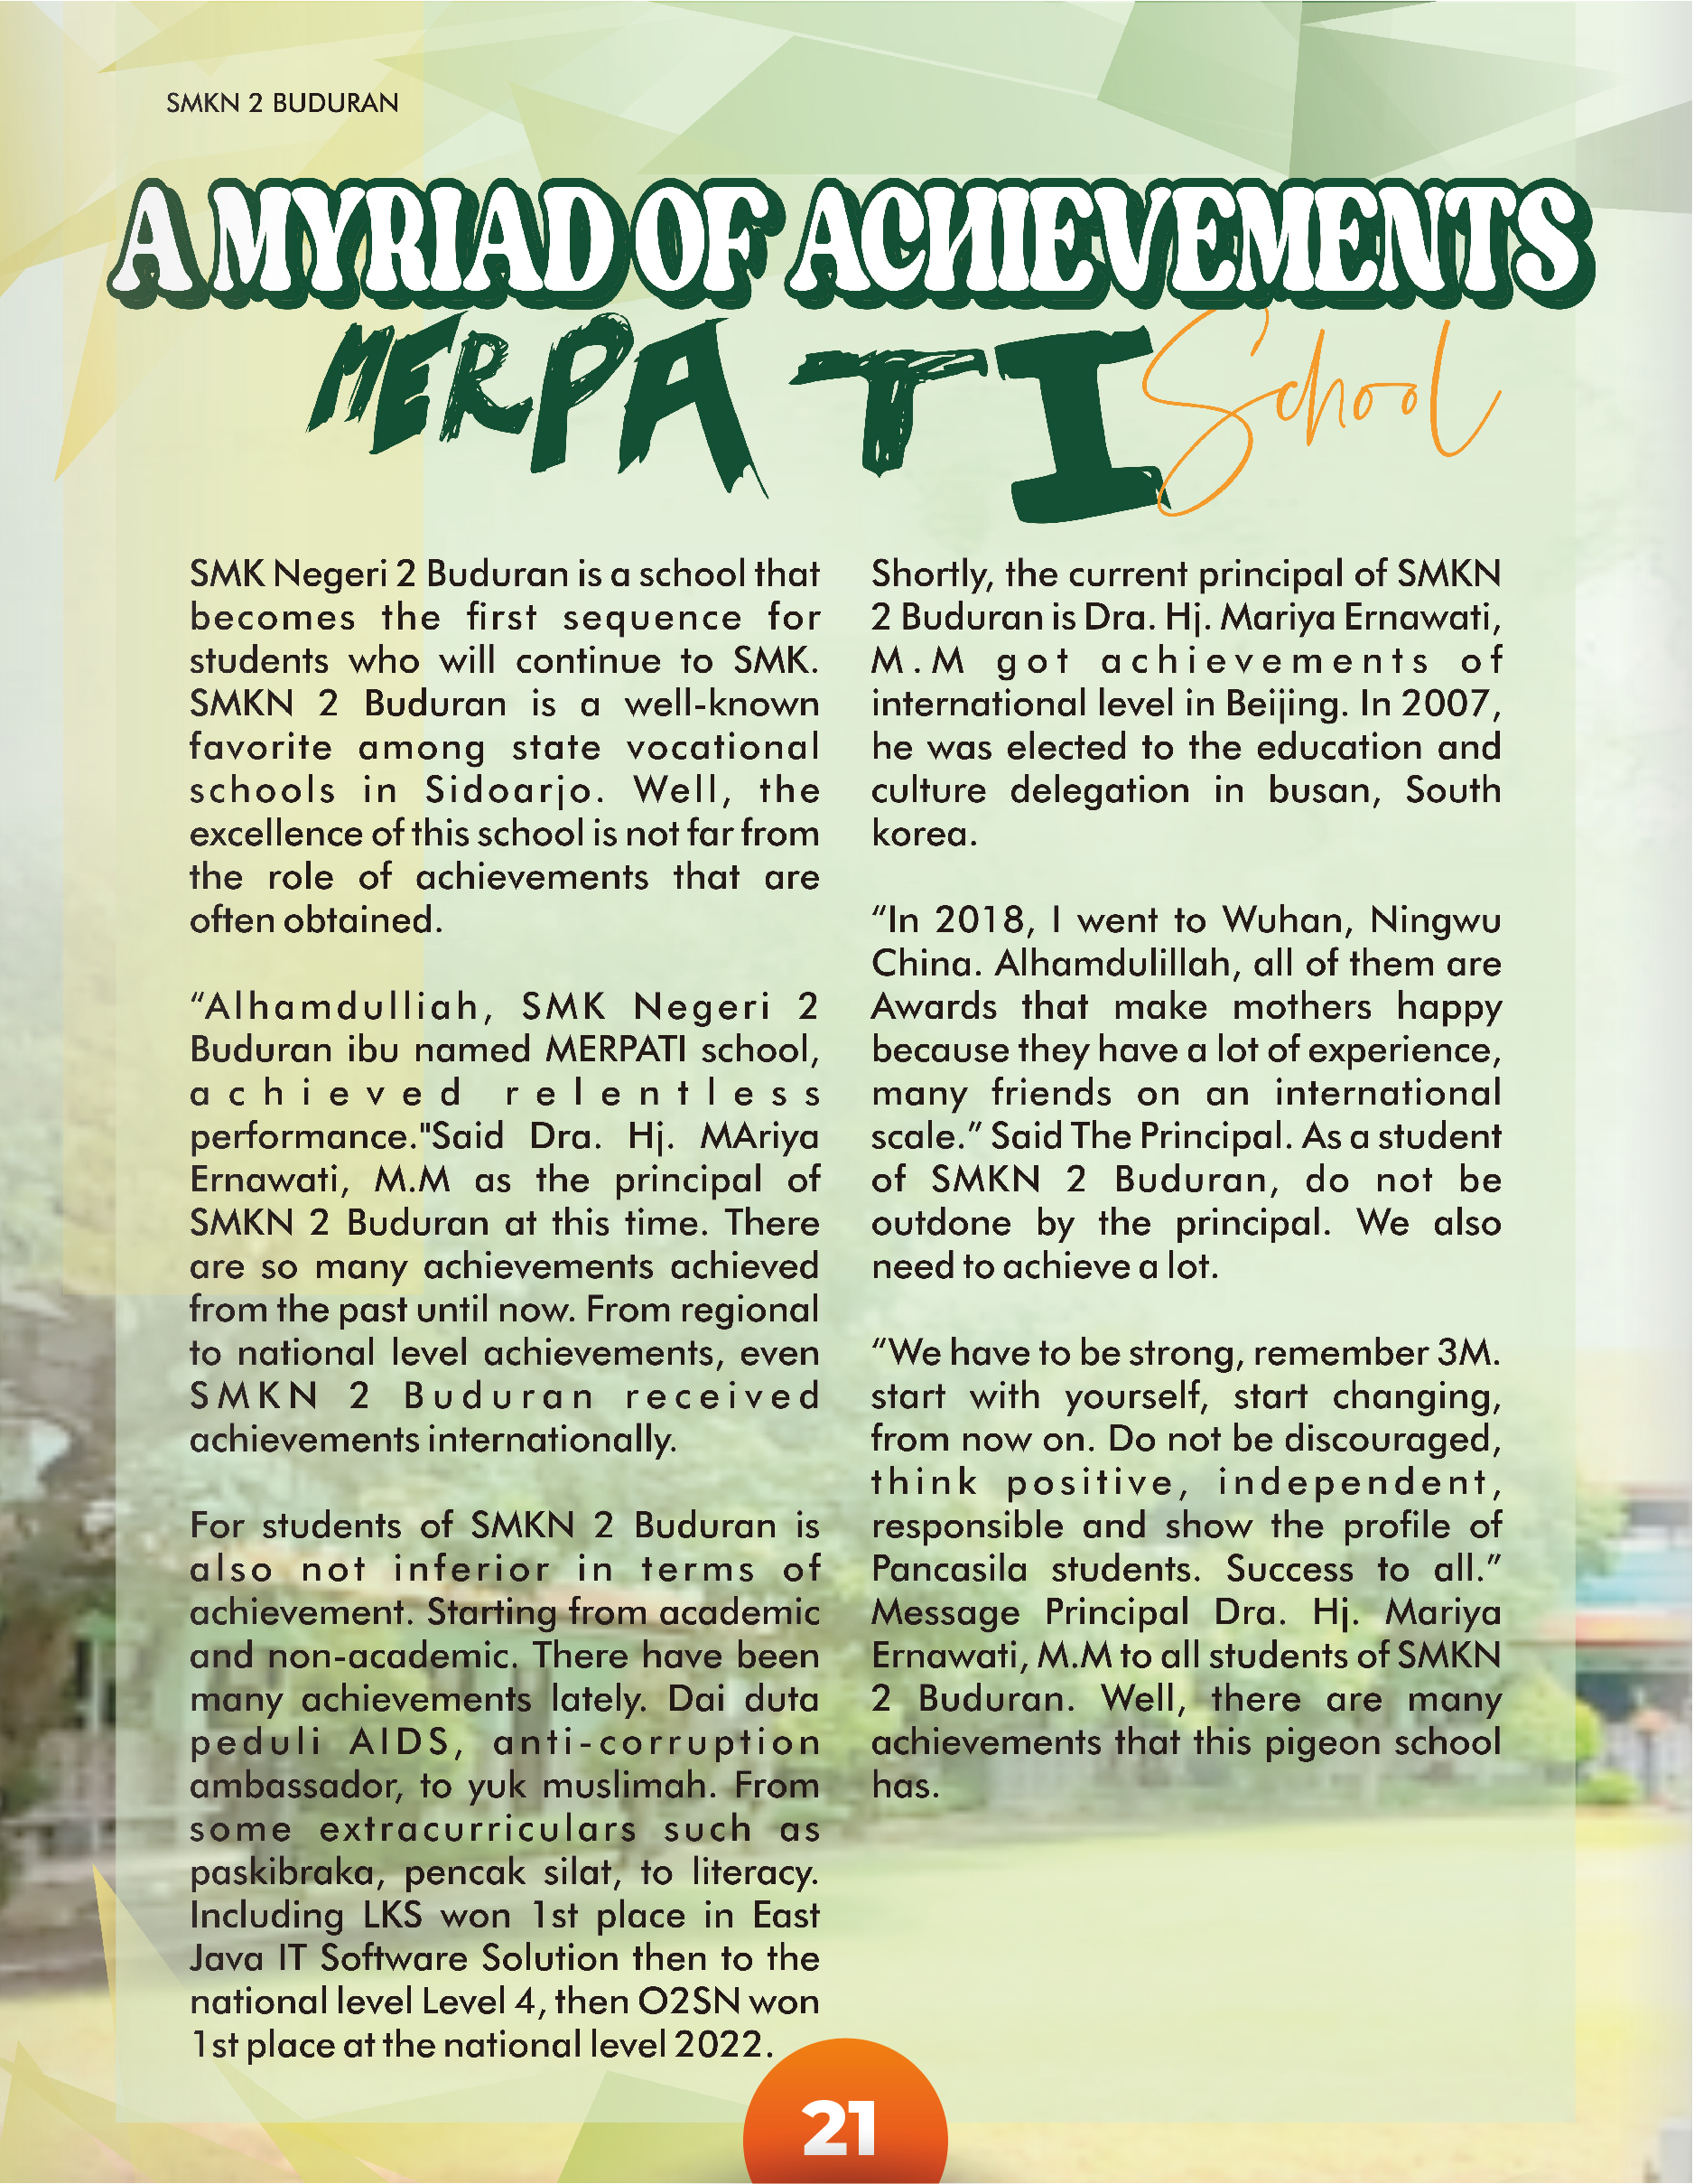 SMKN 2 BUDURAN
A MYRIAD OF ACHIEVEMENTS
MERPATI School
SMK Negeri 2 Buduran is a school that
becomes the first sequence for
students who will continue to SMK.
SMKN 2 Buduran is a well-known
favorite among state vocational
schools in Sidoarjo. Well, the
excellence of this school is not far from
the role of achievements that are
often obtained.
“Alhamdulliah, SMK Negeri 2
Buduran ibu named MERPATI school,
achieved relentless
performance."Said Dra. Hj. MAriya
Ernawati, M.M as the principal of
SMKN 2 Buduran at this time. There
are so many achievements achieved
from the past until now. From regional
to national level achievements, even
SMKN 2 Buduran received
achievements internationally.
For students of SMKN 2 Buduran is
also not inferior in terms of
achievement. Starting from academic
and non-academic. There have been
many achievements lately. Dai duta
peduli AIDS, anti-corruption
ambassador, to yuk muslimah. From
some extracurriculars such as
paskibraka, pencak silat, to literacy.
Including LKS won 1st place in East
Java IT Software Solution then to the
national level Level 4, then O2SN won
1st place at the national level 2022.
Shortly, the current principal of SMKN
2 Buduran is Dra. Hj. Mariya Ernawati,
M.M got achievements of
international level in Beijing. In 2007,
he was elected to the education and
culture delegation in busan, South
korea.
“In 2018, I went to Wuhan, Ningwu
China. Alhamdulillah, all of them are
Awards that make mothers happy
because they have a lot of experience,
many friends on an international
scale.” Said The Principal. As a student
of SMKN 2 Buduran, do not be
outdone by the principal. We also
need to achieve a lot.
“We have to be strong, remember 3M.
start with yourself, start changing,
from now on. Do not be discouraged,
think positive, independent,
responsible and show the profile of
Pancasila students. Success to all.”
Message Principal Dra. Hj. Mariya
Ernawati, M.M to all students of SMKN
2 Buduran. Well, there are many
achievements that this pigeon school
has.
21